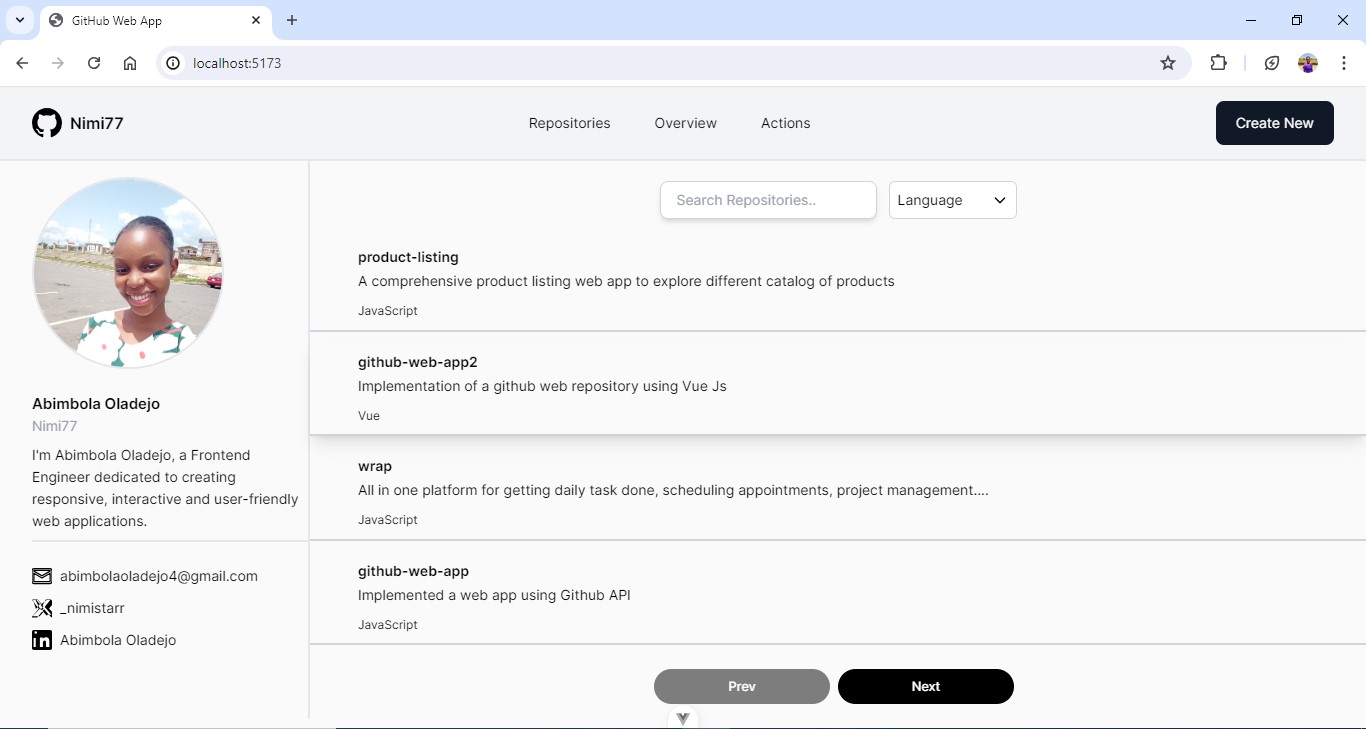 GitHub Web App
localhost:5173
Nimi77
Repositories
Overview
Actions
Create New
Abimbola Oladejo
Nimi77
I'm Abimbola Oladejo, a Frontend
Engineer dedicated to creating
responsive, interactive and user-friendly
web applications.
abimbolaoladejo4@gmail.com
_nimistarr
Abimbola Oladejo
Search Repositories..
Language
product-listing
A comprehensive product listing web app to explore different catalog of products
JavaScript
github-web-app2
Implementation of a github web repository using Vue Js
Vue
wrap
All in one platform for getting daily task done, scheduling appointments, project management....
JavaScript
github-web-app
Implemented a web app using Github API
JavaScript
Prev
Next